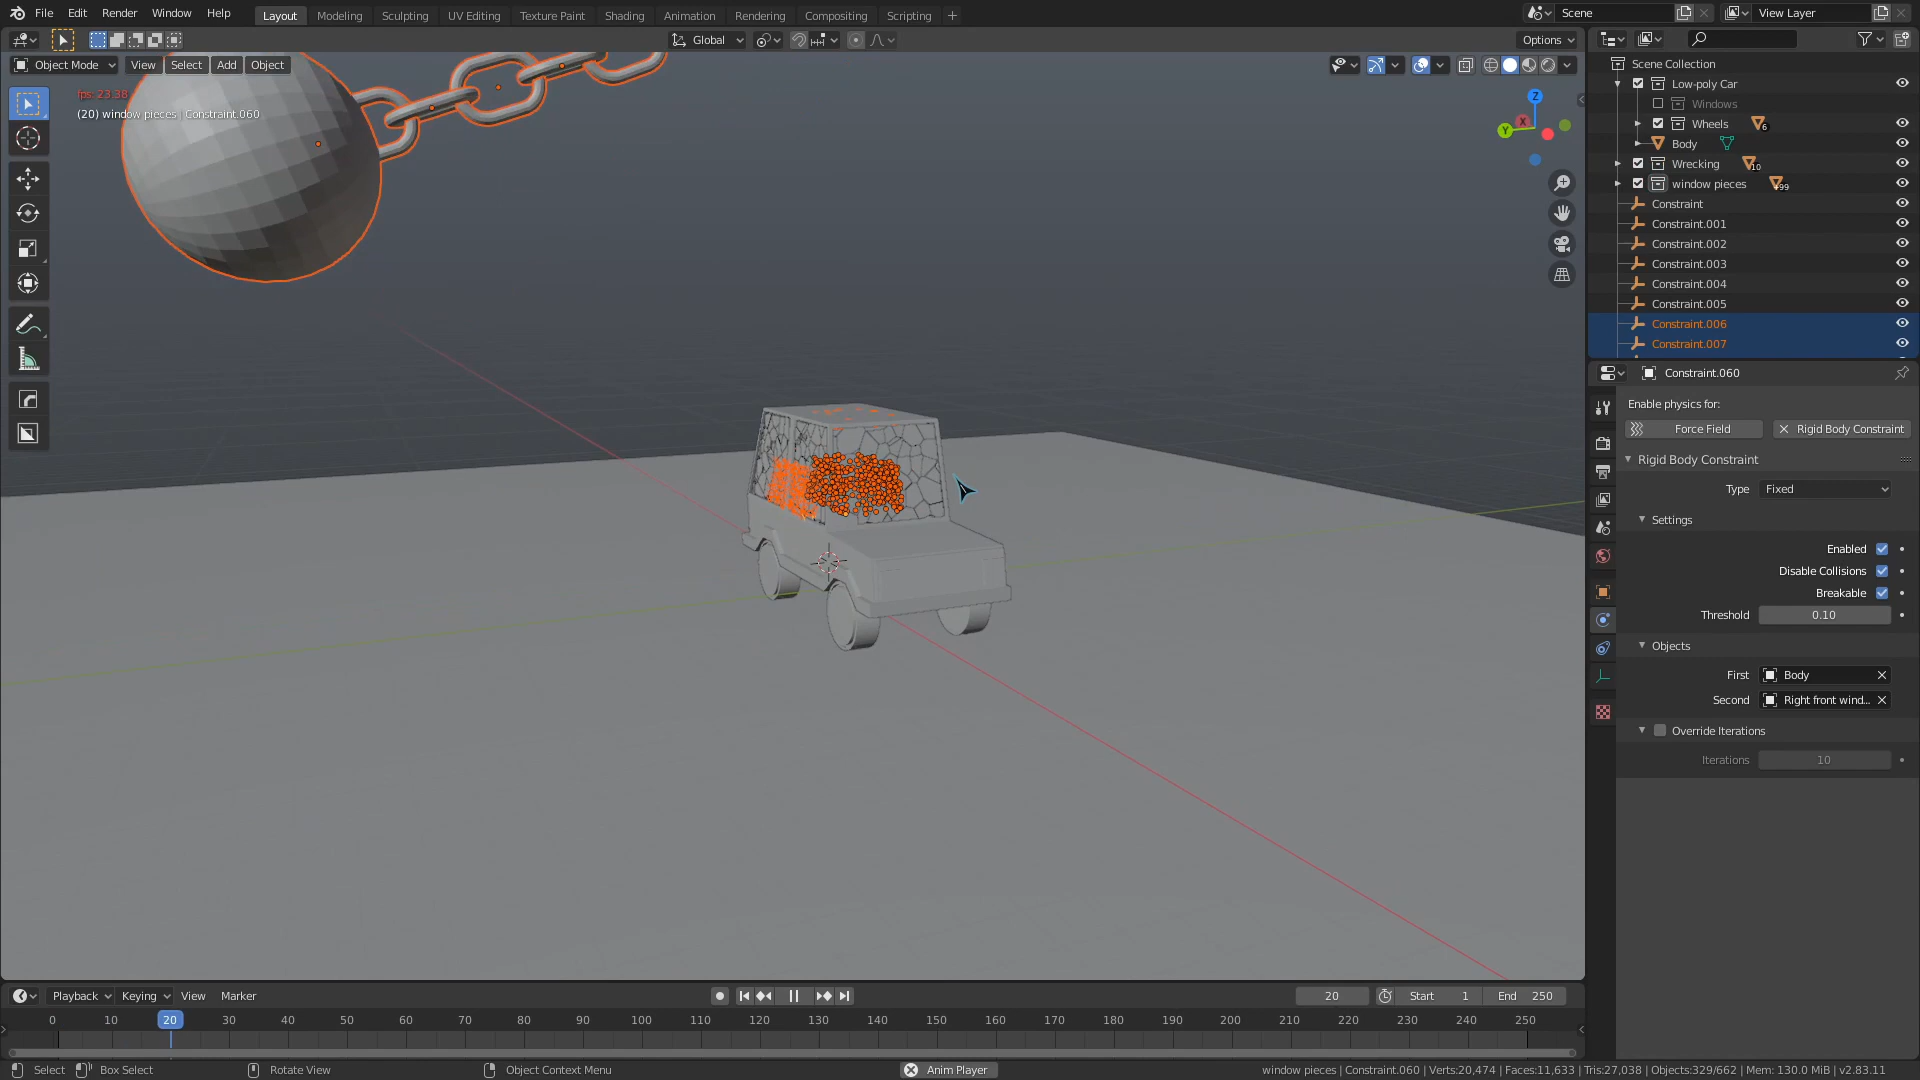 File Edit Render Window Help Layout Modeling Sculpting UV Editing Texture Paint Shading Animation Rendering Compositing Scripting + Scene View Layer
Global Options
Object Mode View Select Add Object
fps: 23.38
(20) window pieces | Constraint.060
Z
X
Y
Scene Collection
Low-poly Car
Windows
Wheels 6
Body
Wrecking 10
window pieces +99
Constraint
Constraint.001
Constraint.002
Constraint.003
Constraint.004
Constraint.005
Constraint.006
Constraint.007
Constraint.060
Enable physics for:
Force Field Rigid Body Constraint
Rigid Body Constraint
Type Fixed
Settings
Enabled
Disable Collisions
Breakable
Threshold 0.10
Objects
First Body
Second Right front wind...
Override Iterations
Iterations 10
Playback Keying View Marker 20 Start 1 End 250
0 10 20 30 40 50 60 70 80 90 100 110 120 130 140 150 160 170 180 190 200 210 220 230 240 250
Select Box Select Rotate View Object Context Menu Anim Player window pieces | Constraint.060 | Verts:20,474 | Faces:11,633 | Tris:27,038 | Objects:329/662 | Mem: 130.0 MiB | v2.83.11